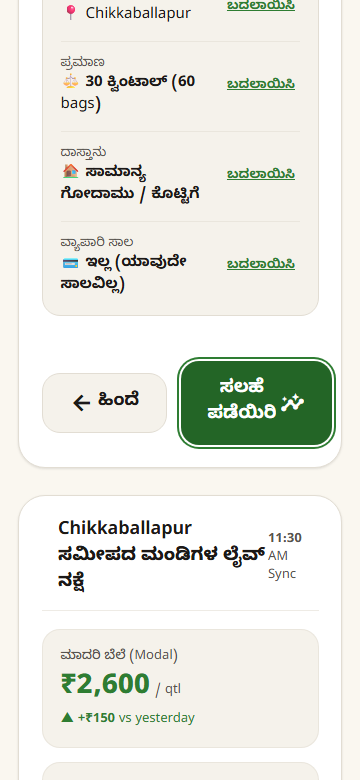 📍 Chikkaballapur
ಬದಲಾಯಿಸಿ
ಪ್ರಮಾಣ
⚖️ 30 ಕ್ವಿಂಟಾಲ್ (60
bags)
ಬದಲಾಯಿಸಿ
ದಾಸ್ತಾನು
🏠 ಸಾಮಾನ್ಯ
ಗೋದಾಮು / ಕೊಟ್ಟಿಗೆ
ಬದಲಾಯಿಸಿ
ವ್ಯಾಪಾರಿ ಸಾಲ
💳 ಇಲ್ಲ (ಯಾವುದೇ
ಸಾಲವಿಲ್ಲ)
ಬದಲಾಯಿಸಿ
← ಹಿಂದೆ
ಸಲಹೆ
ಪಡೆಯಿರಿ
Chikkaballapur
ಸಮೀಪದ ಮಂಡಿಗಳ ಲೈವ್
ನಕ್ಷೆ
11:30
AM
Sync
ಮಾದರಿ ಬೆಲೆ (Modal)
₹2,600 / qtl
▲ +₹150 vs yesterday